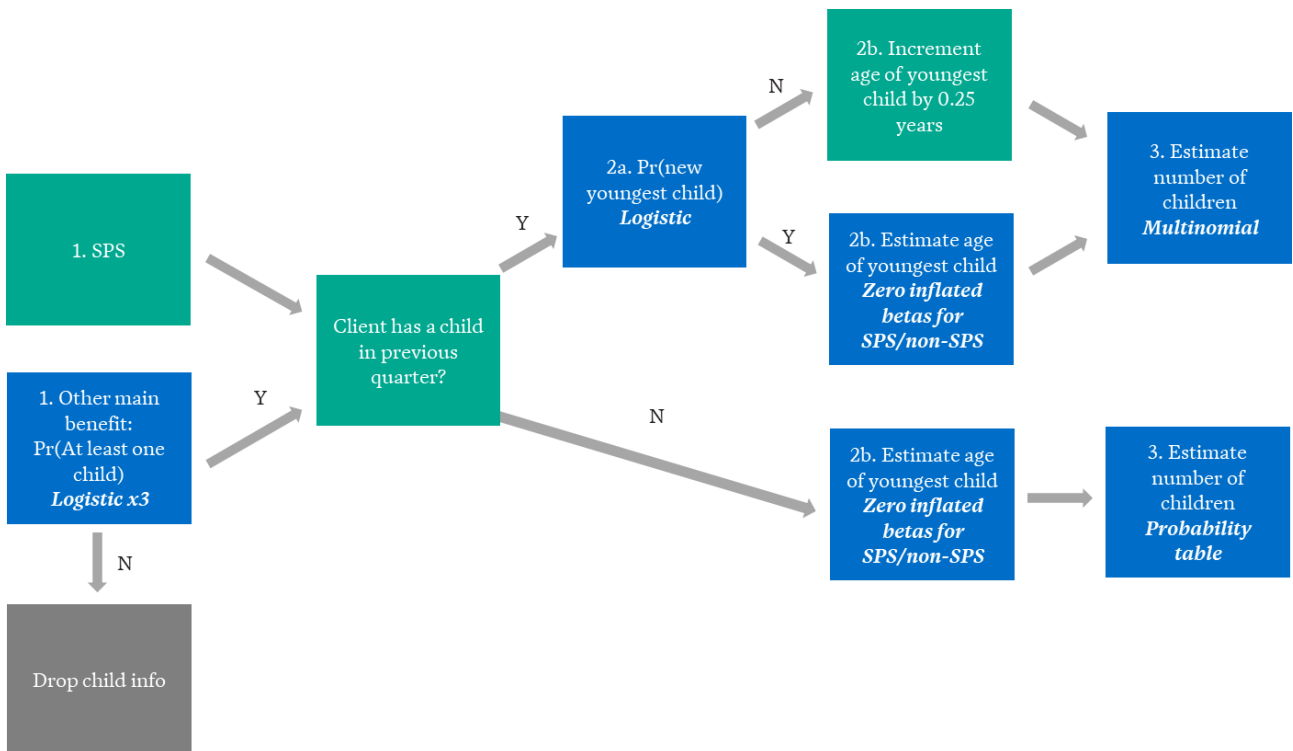 1. SPS
1. Other main
benefit:
Pr(At least one
child)
Logistic x3
Y
N
Drop child info
Client has a child
in previous
quarter?
Y
N
2a. Pr(new
youngest child)
Logistic
N
Y
2b. Increment
age of youngest
child by 0.25
years
2b. Estimate age
of youngest child
Zero inflated
betas for
SPS/non-SPS
3. Estimate
number of
children
Multinomial
2b. Estimate age
of youngest child
Zero inflated
betas for
SPS/non-SPS
3. Estimate
number of
children
Probability
table